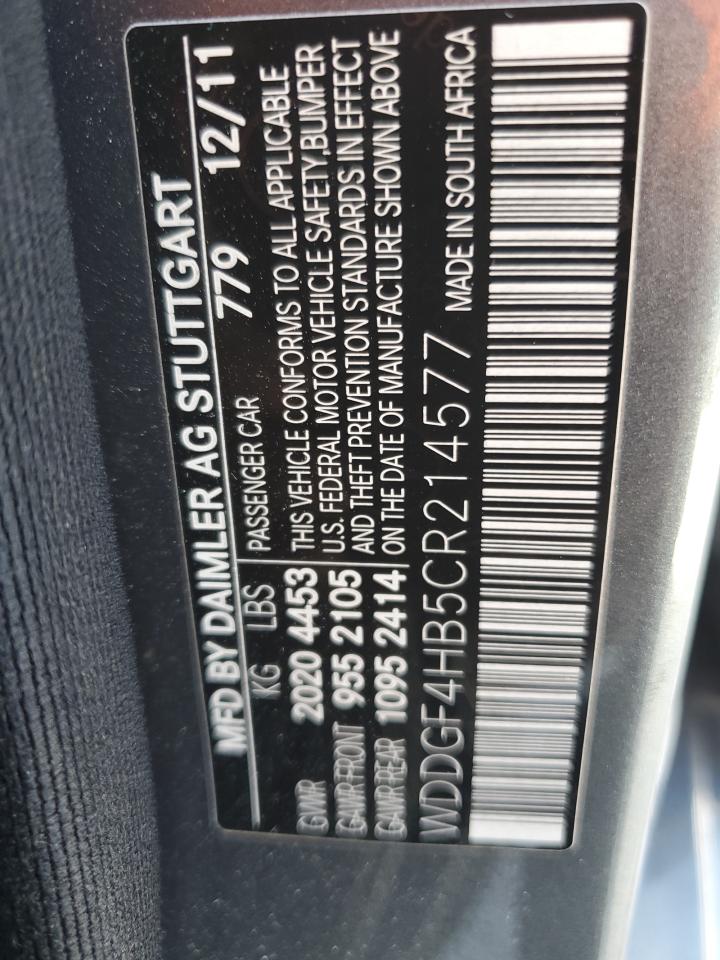 MFD BY DAIMLER AG STUTTGART
779 12/11
KG LBS PASSENGER CAR
GVWR 2020 4453 THIS VEHICLE CONFORMS TO ALL APPLICABLE
GAWR FRONT 955 2105 U.S. FEDERAL MOTOR VEHICLE SAFETY,BUMPER
GAWR REAR 1095 2414 AND THEFT PREVENTION STANDARDS IN EFFECT
ON THE DATE OF MANUFACTURE SHOWN ABOVE
WDDGF4HB5CR214577 MADE IN SOUTH AFRICA